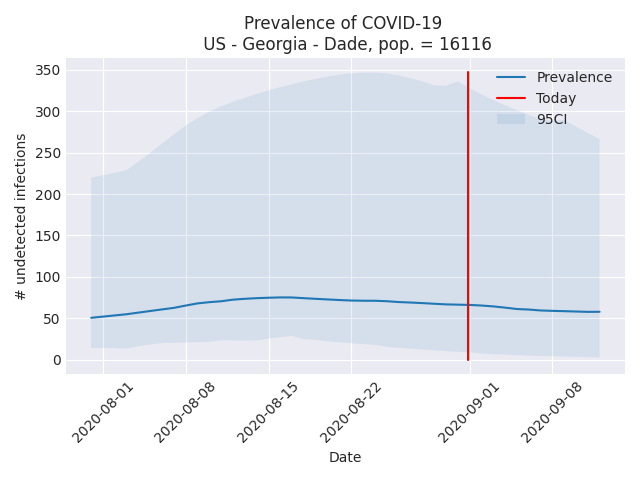 Prevalence of COVID-19
US - Georgia - Dade, pop. = 16116
350
300
250
200
150
100
50
0
# undetected infections
Prevalence
Today
95CI
2020-08-01
2020-08-08
2020-08-15
2020-08-22
2020-09-01
2020-09-08
Date